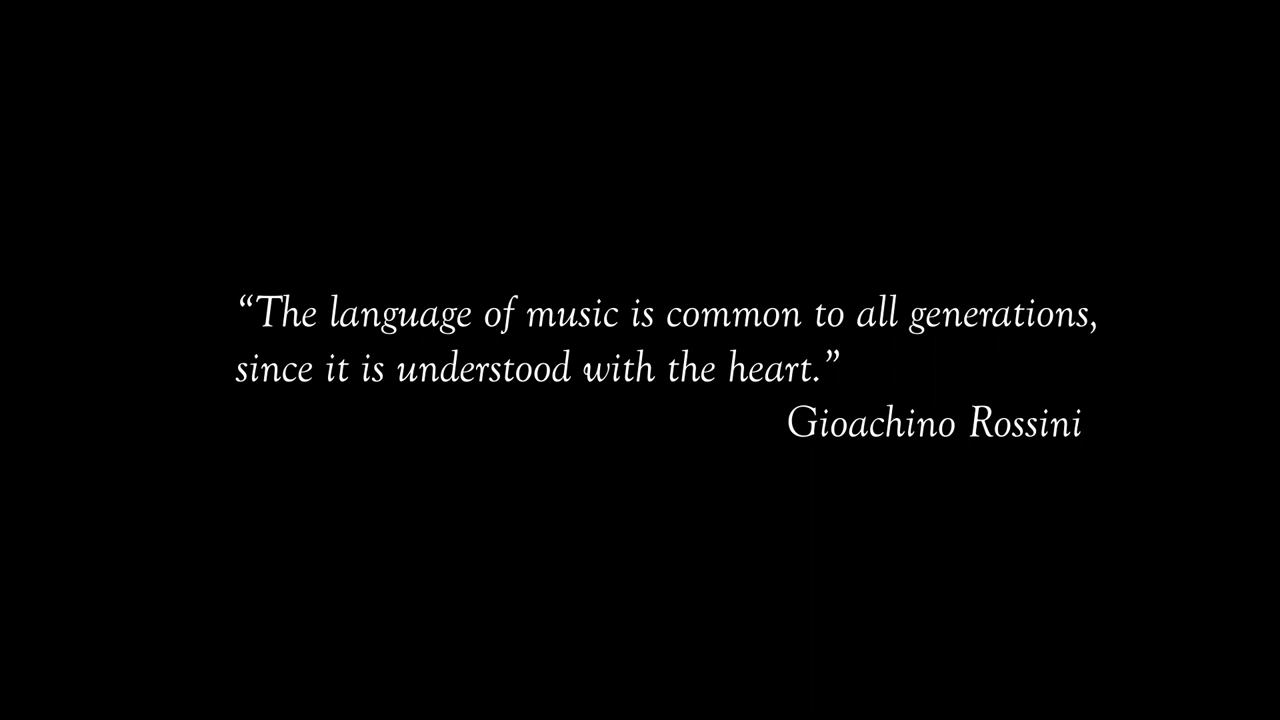 “The language of music is common to all generations,
since it is understood with the heart.”
Gioachino Rossini